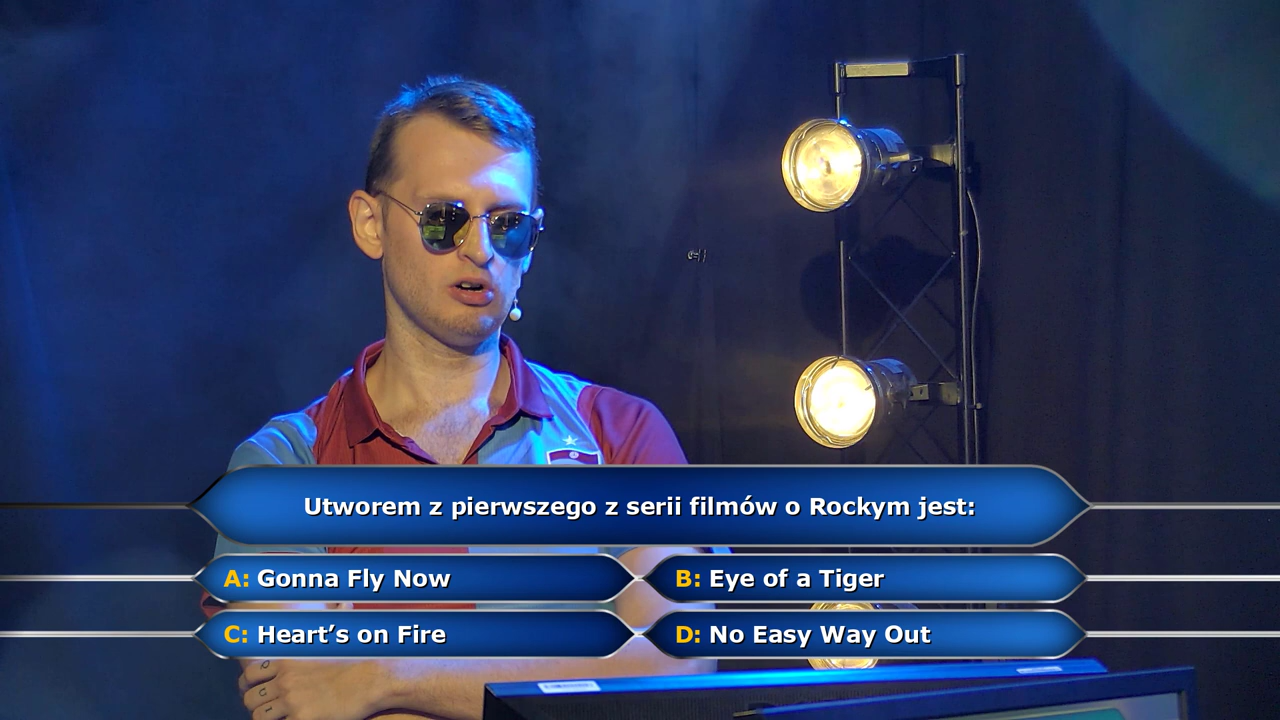 Utworem z pierwszego z serii filmów o Rockym jest:
A: Gonna Fly Now
B: Eye of a Tiger
C: Heart’s on Fire
D: No Easy Way Out